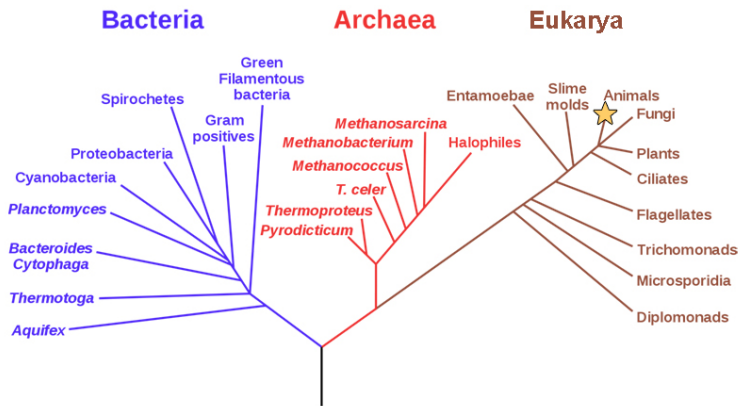 Bacteria
Archaea
Eukarya
Green
Filamentous
bacteria
Spirochetes
Gram
positives
Proteobacteria
Cyanobacteria
Planctomyces
Bacteroides
Cytophaga
Thermotoga
Aquifex
Methanosarcina
Methanobacterium
Halophiles
Methanococcus
T. celer
Thermoproteus
Pyrodicticum
Entamoebae
Slime
molds
Animals
Fungi
Plants
Ciliates
Flagellates
Trichomonads
Microsporidia
Diplomonads